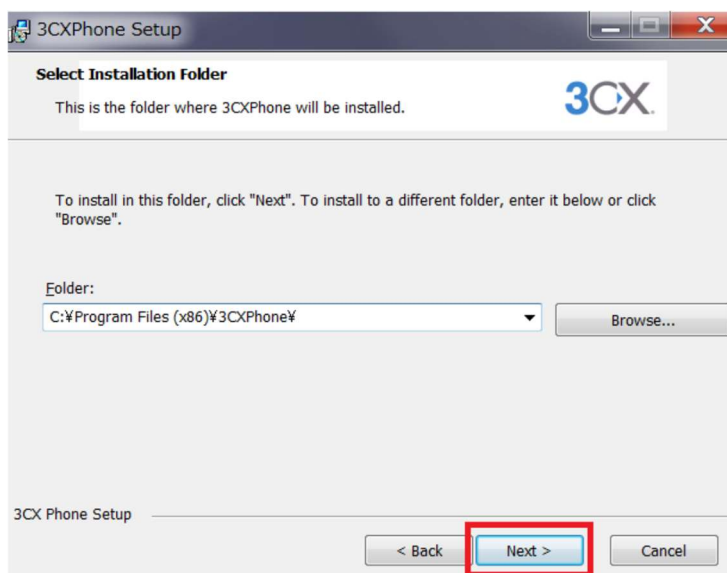 3CXPhone Setup
Select Installation Folder
This is the folder where 3CXPhone will be installed.
3CX.
To install in this folder, click "Next". To install to a different folder, enter it below or click
"Browse".
Folder:
C:¥Program Files (x86)¥3CXPhone¥
Browse...
3CX Phone Setup
< Back
Next >
Cancel